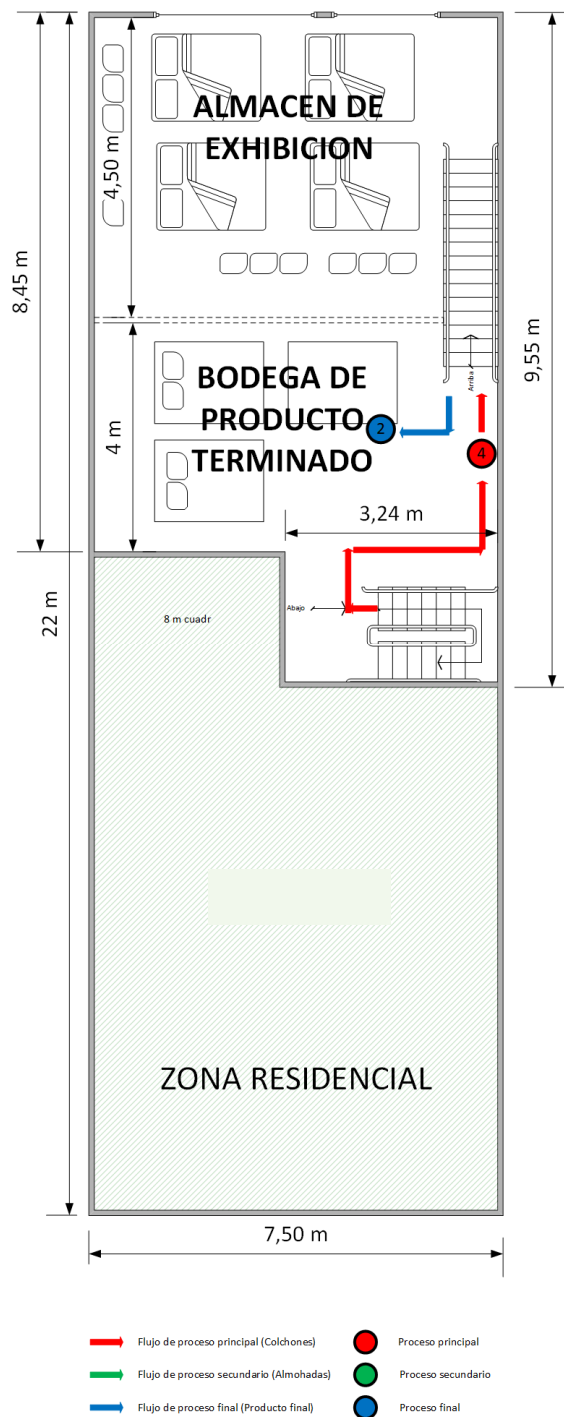 ALMACEN DE
EXHIBICION
4,50 m
8,45 m
9,55 m
Arriba
BODEGA DE
PRODUCTO
TERMINADO
2
4
4 m
3,24 m
22 m
8 m cuadr
Abajo
ZONA RESIDENCIAL
7,50 m
Flujo de proceso principal (Colchones)
Proceso principal
Flujo de proceso secundario (Almohadas)
Proceso secundario
Flujo de proceso final (Producto final)
Proceso final